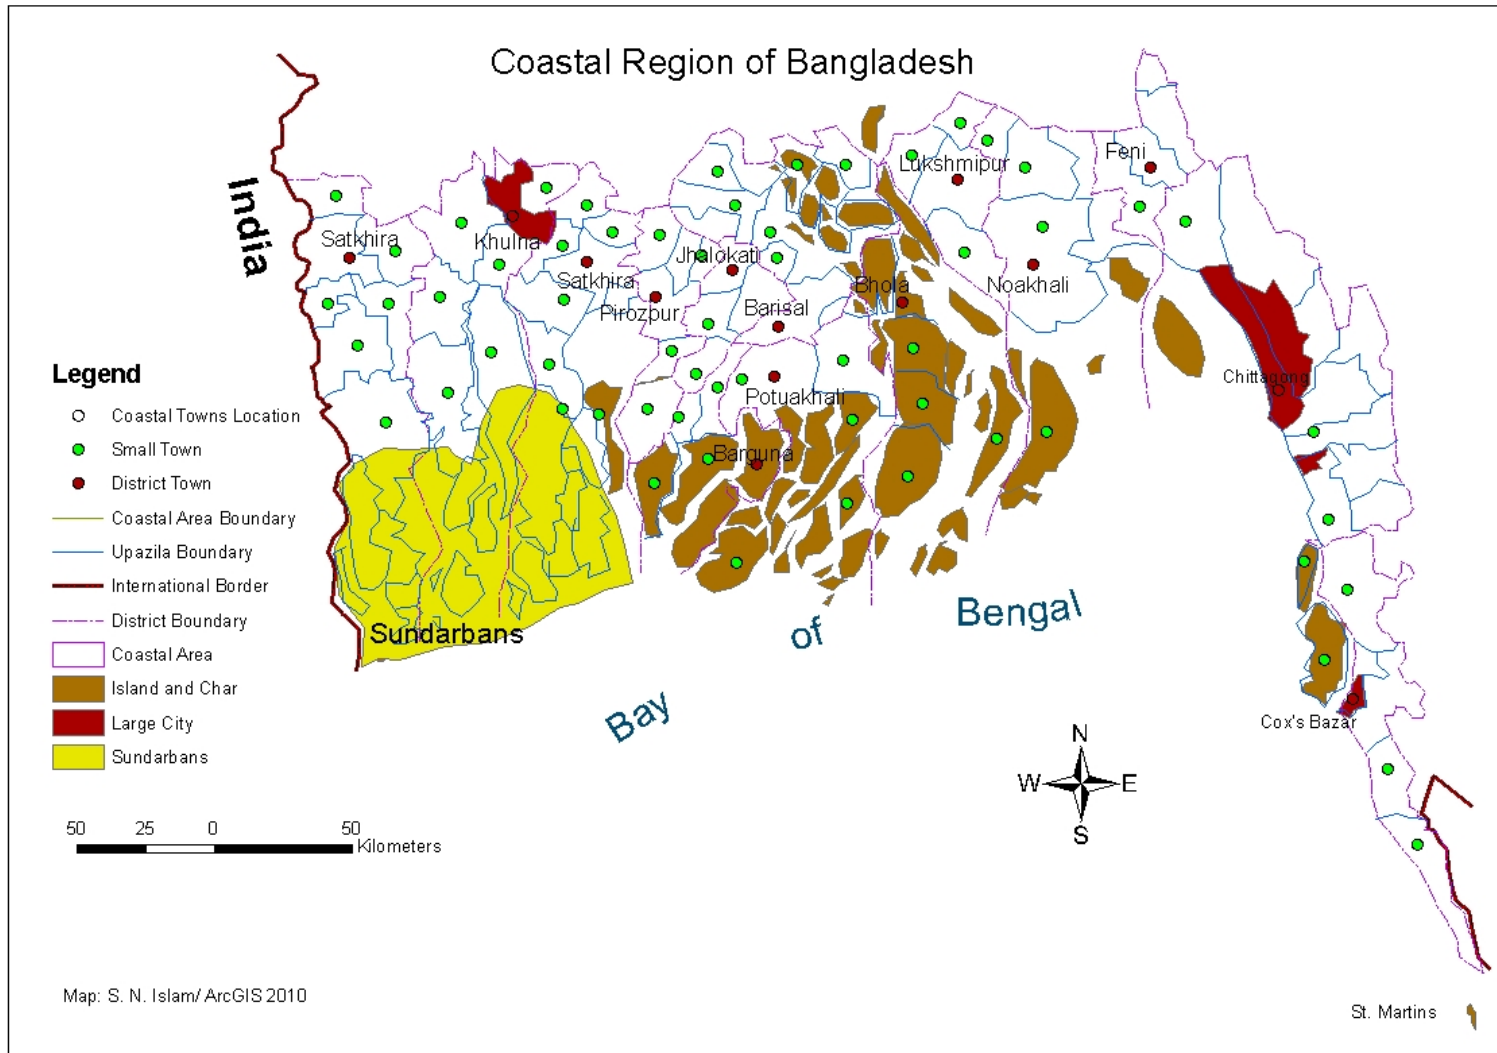 Coastal Region of Bangladesh
India
Lukshmipur
Feni
Satkhira
Khulna
Jhalokati
Satkhira
Bhola
Noakhali
Pirozpur
Barisal
Chittagong
Potuakhali
Barguna
Legend
Coastal Towns Location
Small Town
District Town
Coastal Area Boundary
Upazila Boundary
International Border
District Boundary
Coastal Area
Island and Char
Large City
Sundarbans
Sundarbans
Bay of Bengal
Cox's Bazar
N
W E
S
50 25 0 50
Kilometers
Map: S. N. Islam/ ArcGIS 2010
St. Martins